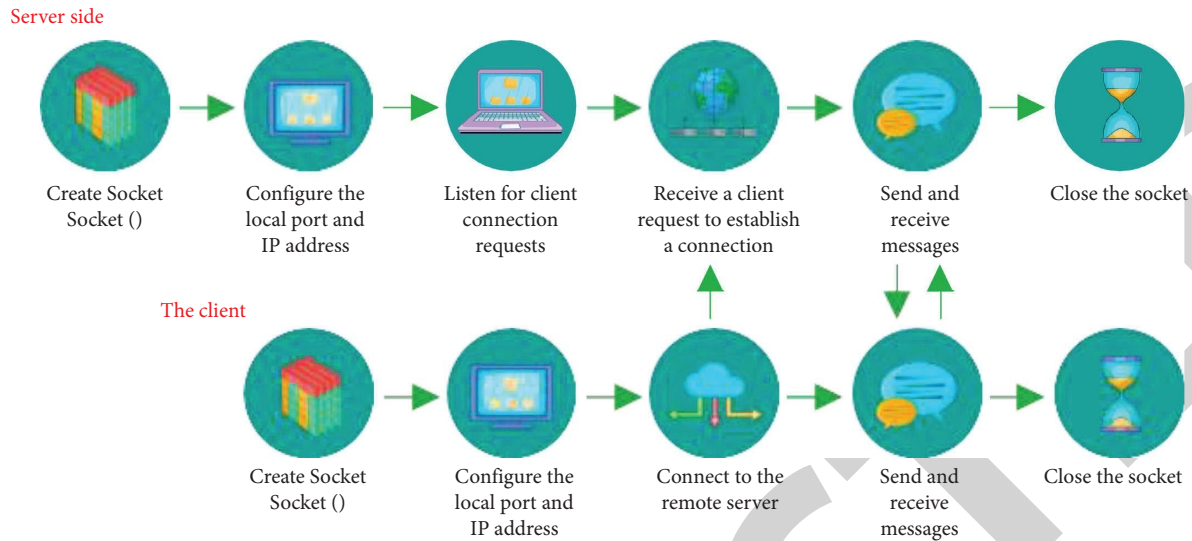 Server side
Create Socket
Socket ()
Configure the
local port and
IP address
Listen for client
connection
requests
Receive a client
request to establish
a connection
Send and
receive
messages
Close the socket
The client
Create Socket
Socket ()
Configure the
local port and
IP address
Connect to the
remote server
Send and
receive
messages
Close the socket